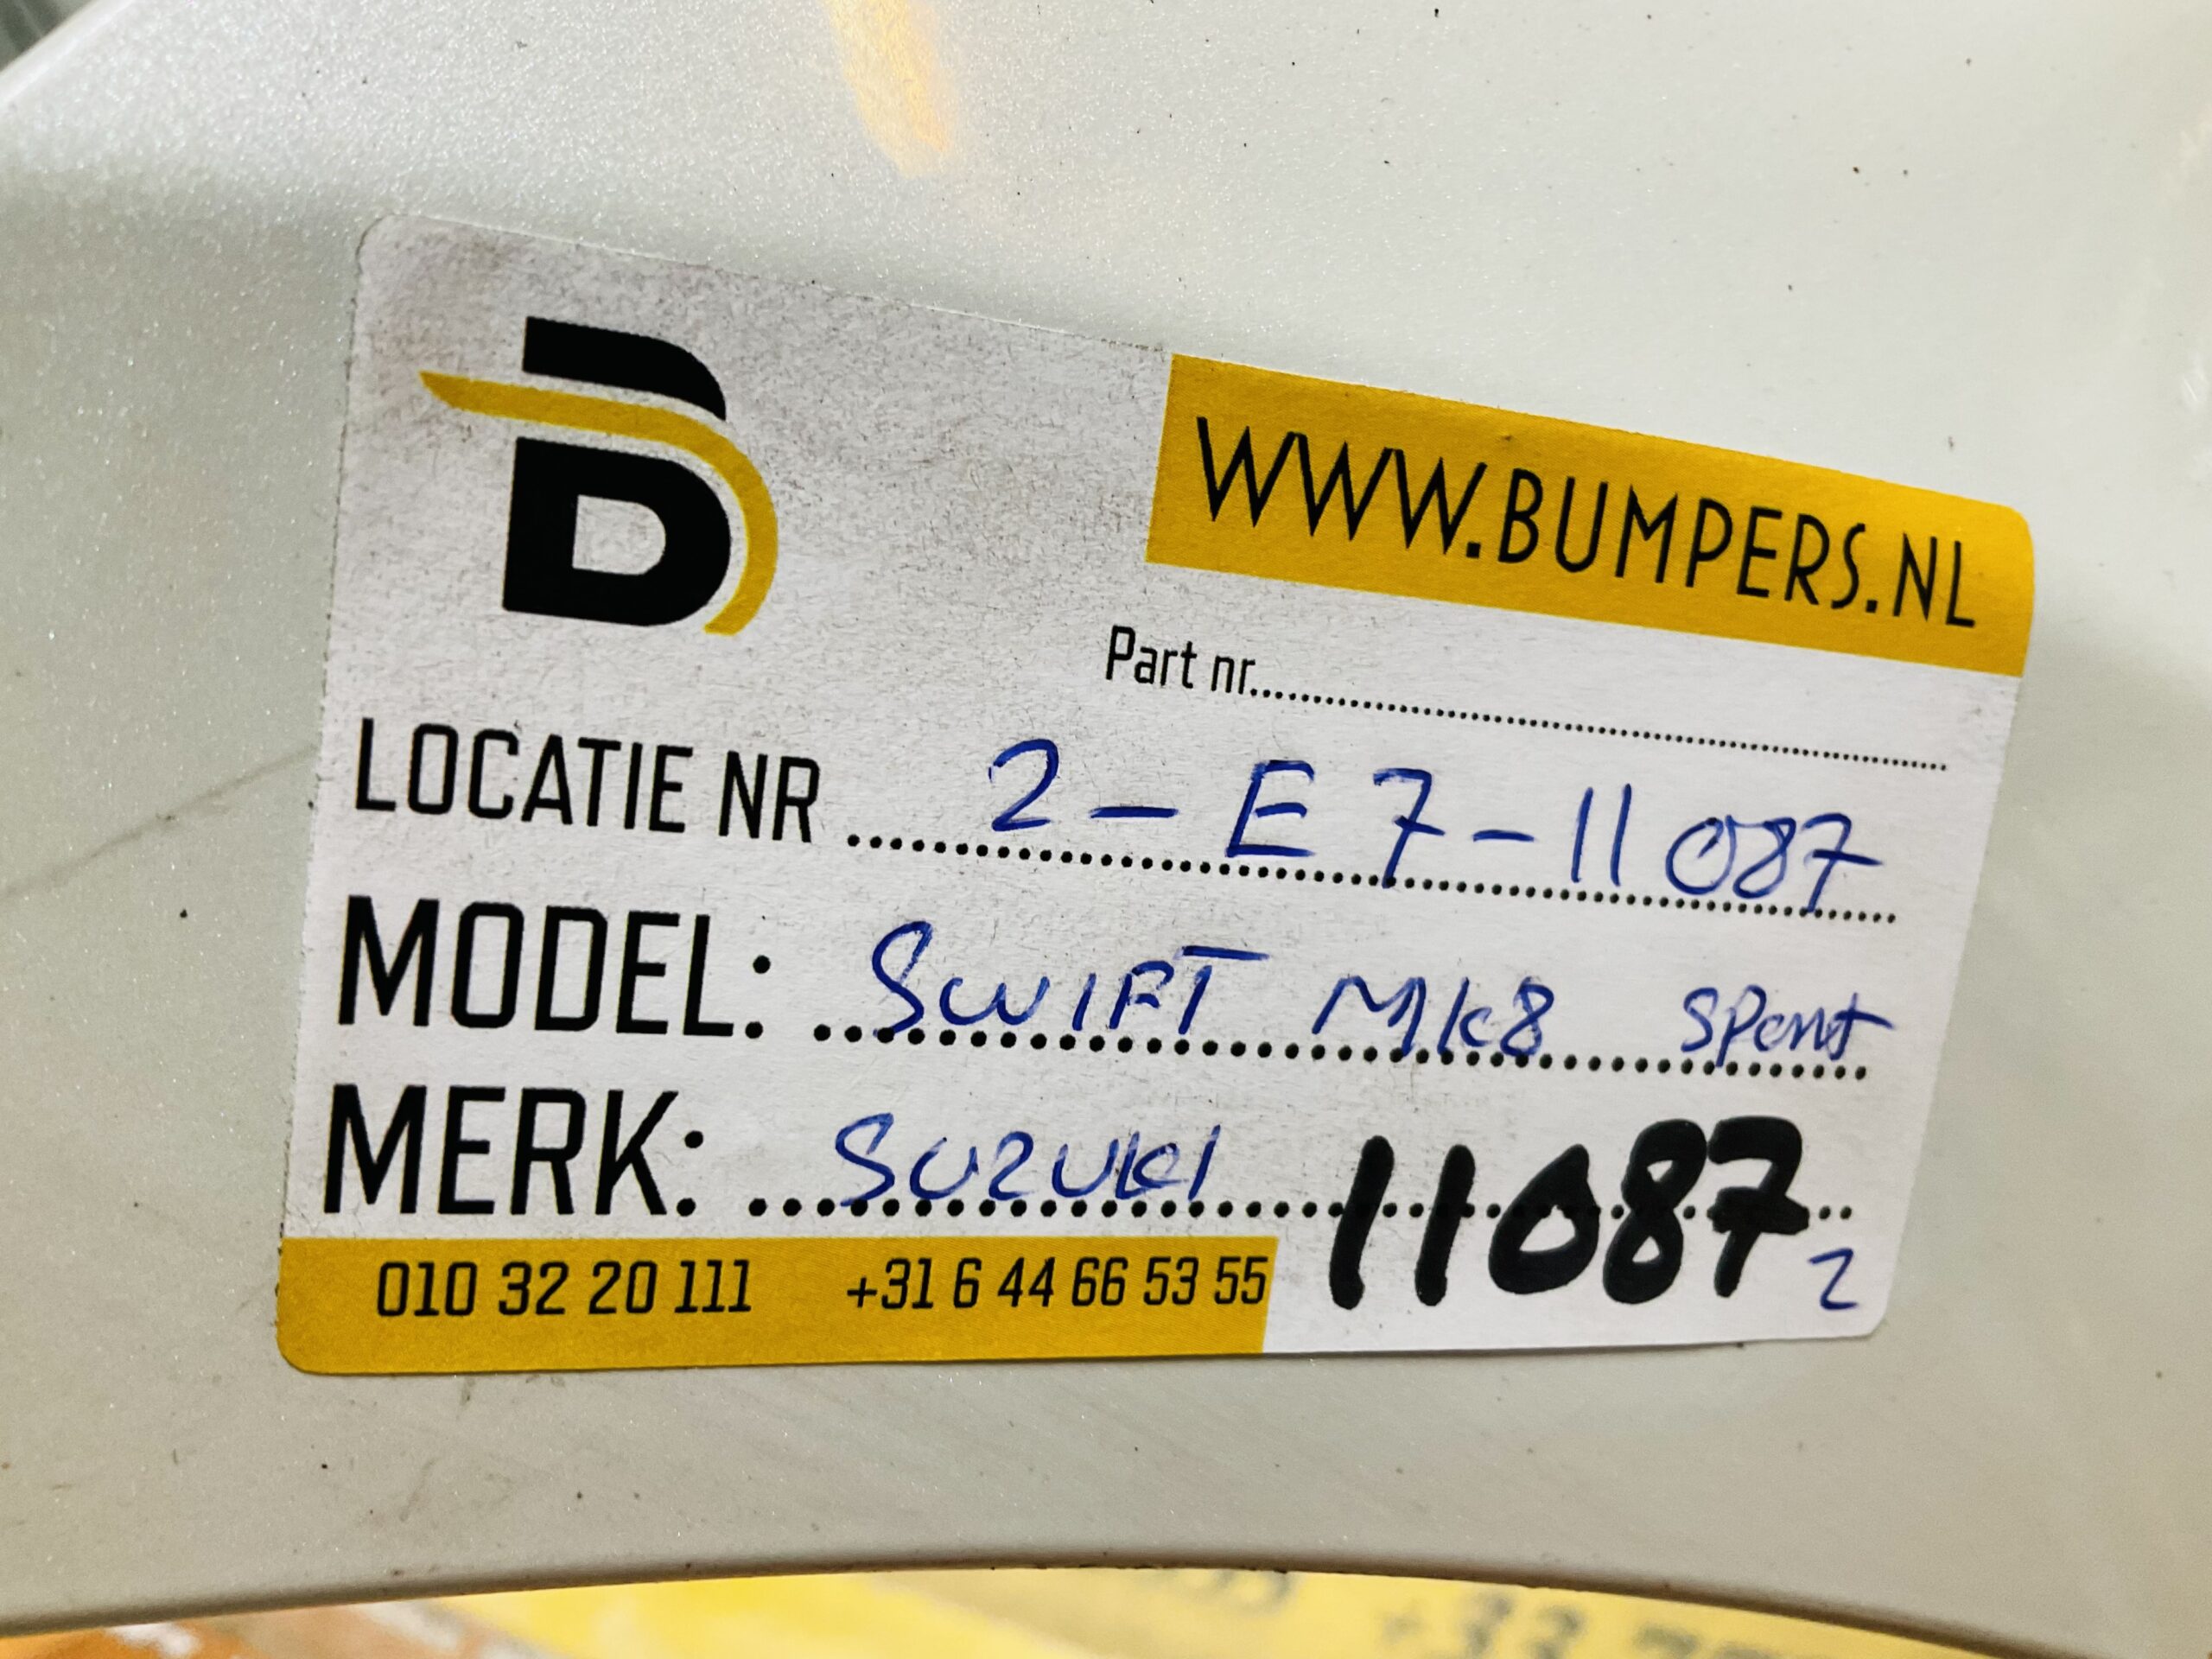 B
WWW.BUMPERS.NL
Part nr..............................
LOCATIE NR .... 2 - E7 - 11087
MODEL: ... SWIFT MK8 Sport
MERK: ... SUZUKI 11087 2
010 32 20 111 +31 6 44 66 53 55
+33